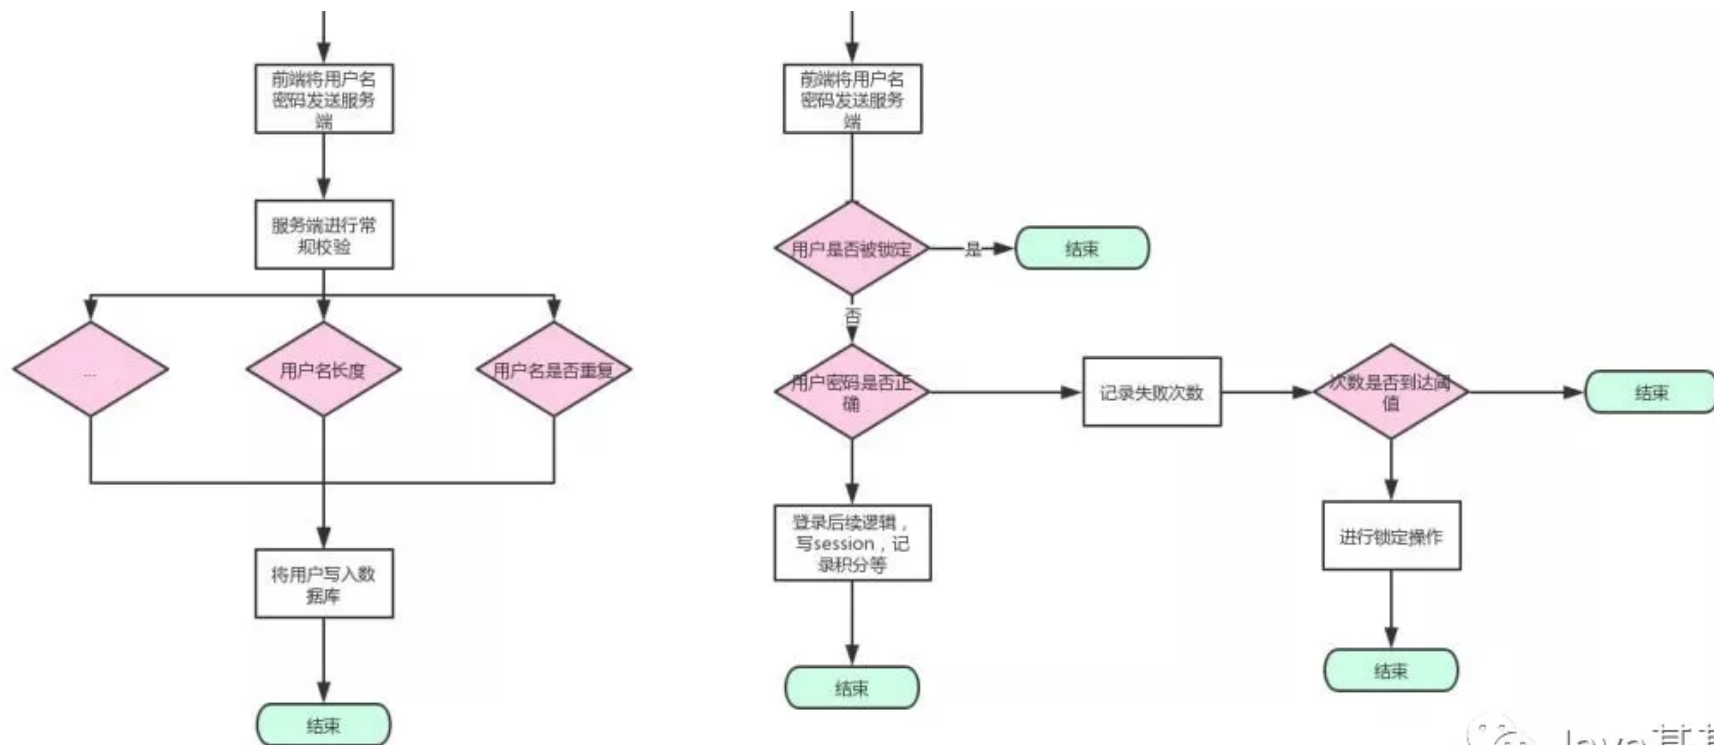 前端将用户名
密码发送服务
端
服务端进行常
规校验
...
用户名长度
用户名是否重复
将用户写入数
据库
结束
前端将用户名
密码发送服务
端
用户是否被锁定
是
结束
否
用户密码是否正
确
记录失败次数
次数是否到达阈
值
结束
登录后续逻辑，
写session，记
录积分等
结束
进行锁定操作
结束